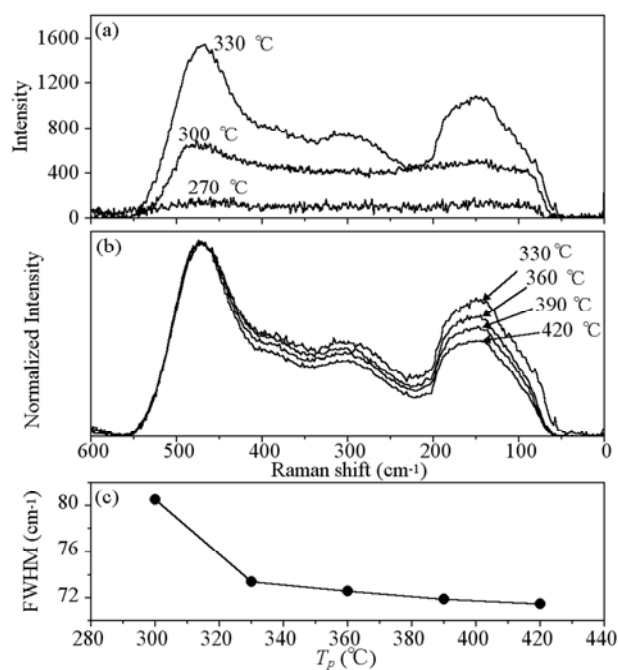 (a)
330 ℃
300 ℃
270 ℃
1600
1200
800
400
0
Intensity
(b)
330 ℃
360 ℃
390 ℃
420 ℃
Normalized Intensity
600 500 400 300 200 100 0
Raman shift (cm-1)
(c)
80
76
72
FWHM (cm-1)
280 300 320 340 360 380 400 420 440
Tp (℃)